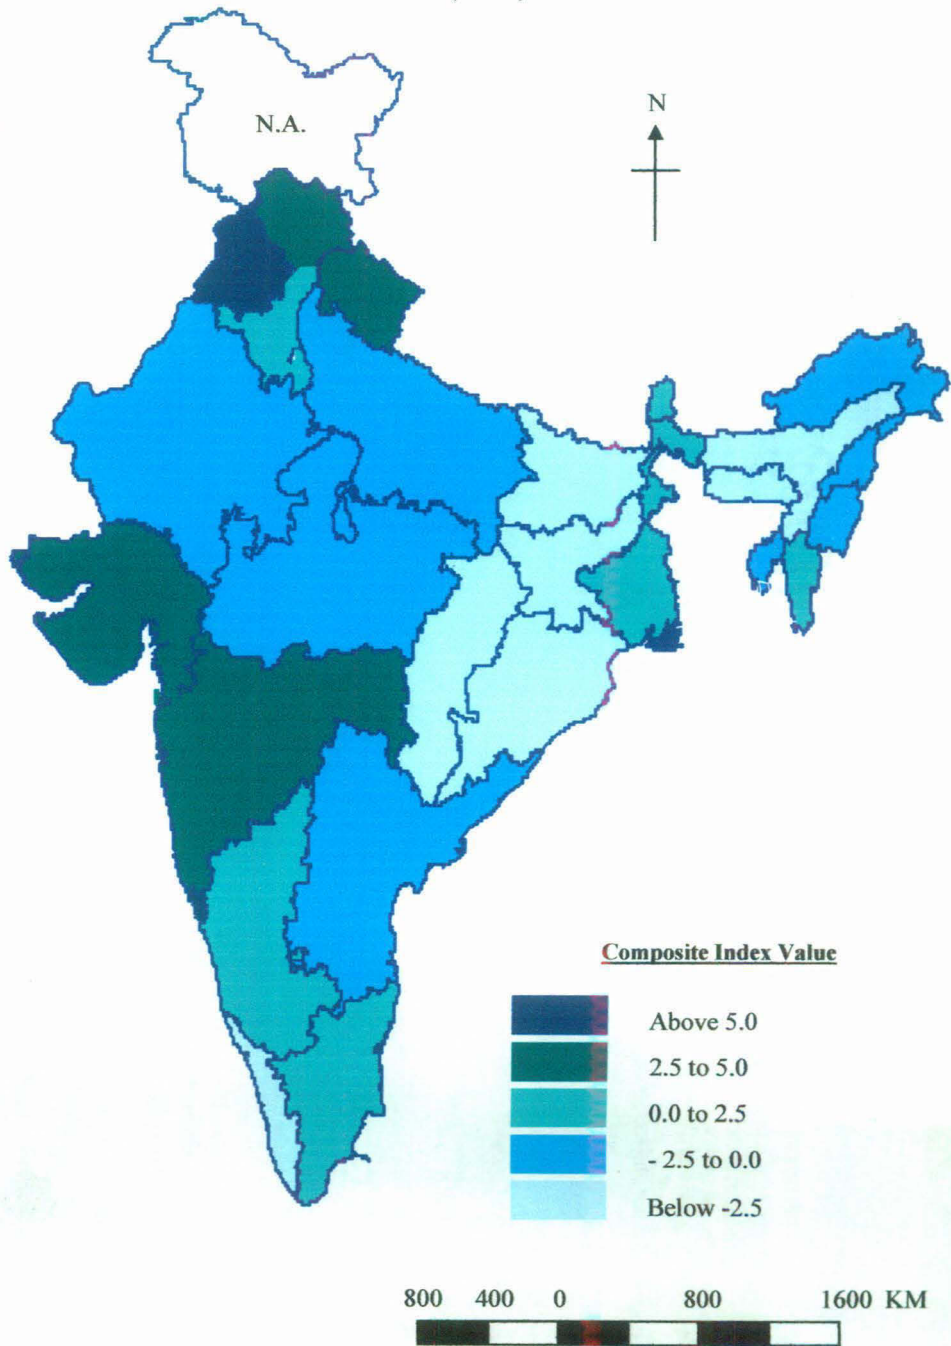 N.A.
N
Composite Index Value
Above 5.0
2.5 to 5.0
0.0 to 2.5
- 2.5 to 0.0
Below -2.5
800 400 0 800 1600 KM